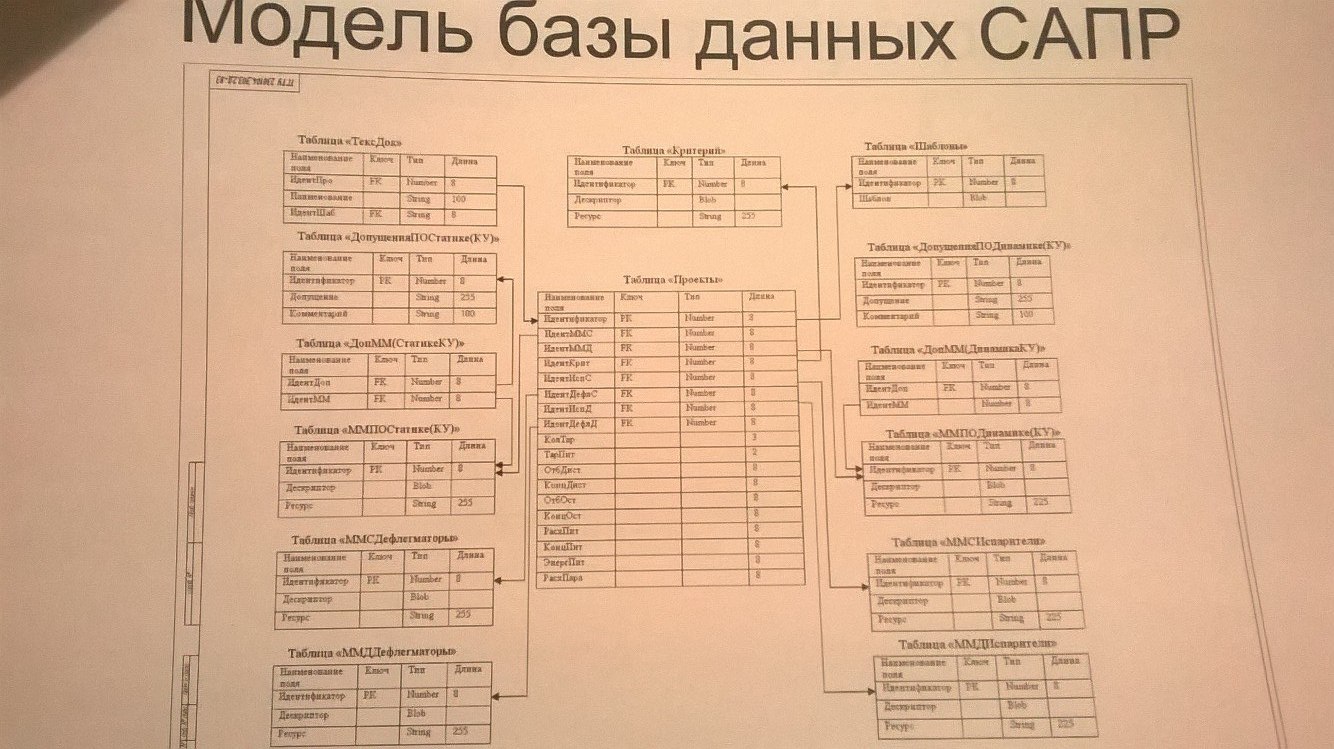 Модель базы данных САПР
Таблица «ТексДок»
Наименование поля Ключ Тип Длина
ИдентПро FK Number 8
Наименование String 100
ИдентШаб FK String 8
Таблица «ДопущенияПОСтатике(КУ)»
Наименование поля Ключ Тип Длина
Идентификатор PK Number 8
Допущение String 255
Комментарий String 100
Таблица «ДопММ(СтатикеКУ)»
Наименование поля Ключ Тип Длина
ИдентДоп FK Number 8
ИдентММ FK Number 8
Таблица «ММПОСтатике(КУ)»
Наименование поля Ключ Тип Длина
Идентификатор PK Number 8
Дескриптор Blob
Ресурс String 255
Таблица «ММСДефлегматоры»
Наименование поля Ключ Тип Длина
Идентификатор PK Number 8
Дескриптор Blob
Ресурс String 255
Таблица «ММДДефлегматоры»
Наименование поля Ключ Тип Длина
Идентификатор PK Number 8
Дескриптор Blob
Ресурс String 255
Таблица «Критерий»
Наименование поля Ключ Тип Длина
Идентификатор PK Number 8
Дескриптор Blob
Ресурс String 255
Таблица «Проекты»
Наименование поля Ключ Тип Длина
Идентификатор PK Number 8
ИдентММС FK Number 8
ИдентММД FK Number 8
ИдентКрит FK Number 8
ИдентИспС FK Number 8
ИдентДефлС FK Number 8
ИдентИспД FK Number 8
ИдентДефлД FK Number 8
КолТар 3
ТарПит 2
ОтбДист 8
КонцДист 8
ОтбОст 8
КонцОст 8
РасхПит 8
КонцПит 8
ЭнергПит 8
РасхПара 8
Таблица «Шаблоны»
Наименование поля Ключ Тип Длина
Идентификатор PK Number 8
Шаблон Blob
Таблица «ДопущенияПОДинамике(КУ)»
Наименование поля Ключ Тип Длина
Идентификатор PK Number 8
Допущение String 255
Комментарий String 100
Таблица «ДопММ(ДинамикаКУ)»
Наименование поля Ключ Тип Длина
ИдентДоп FK Number 8
ИдентММ Number 8
Таблица «ММПОДинамике(КУ)»
Наименование поля Ключ Тип Длина
Идентификатор PK Number 8
Дескриптор Blob
Ресурс String 225
Таблица «ММСИспарители»
Наименование поля Ключ Тип Длина
Идентификатор PK Number 8
Дескриптор Blob
Ресурс String 225
Таблица «ММДИспарители»
Наименование поля Ключ Тип Длина
Идентификатор PK Number 8
Дескриптор Blob
Ресурс String 225